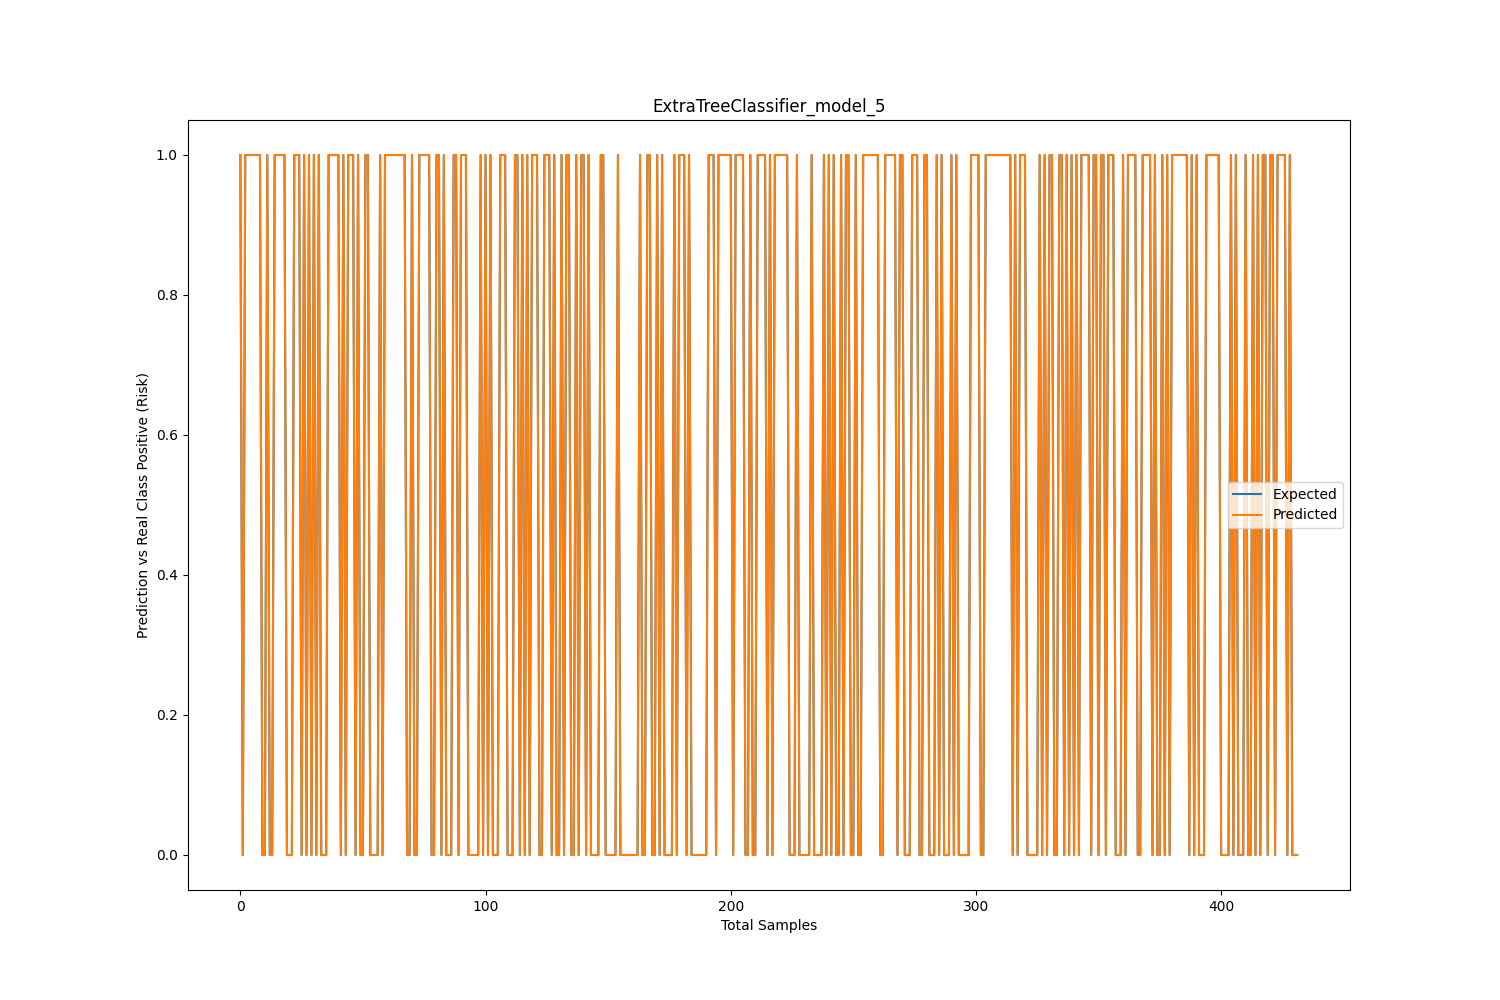 ExtraTreeClassifier_model_5
Prediction vs Real Class Positive (Risk)
1.0
0.8
0.6
0.4
0.2
0.0
Expected
Predicted
0 100 200 300 400
Total Samples